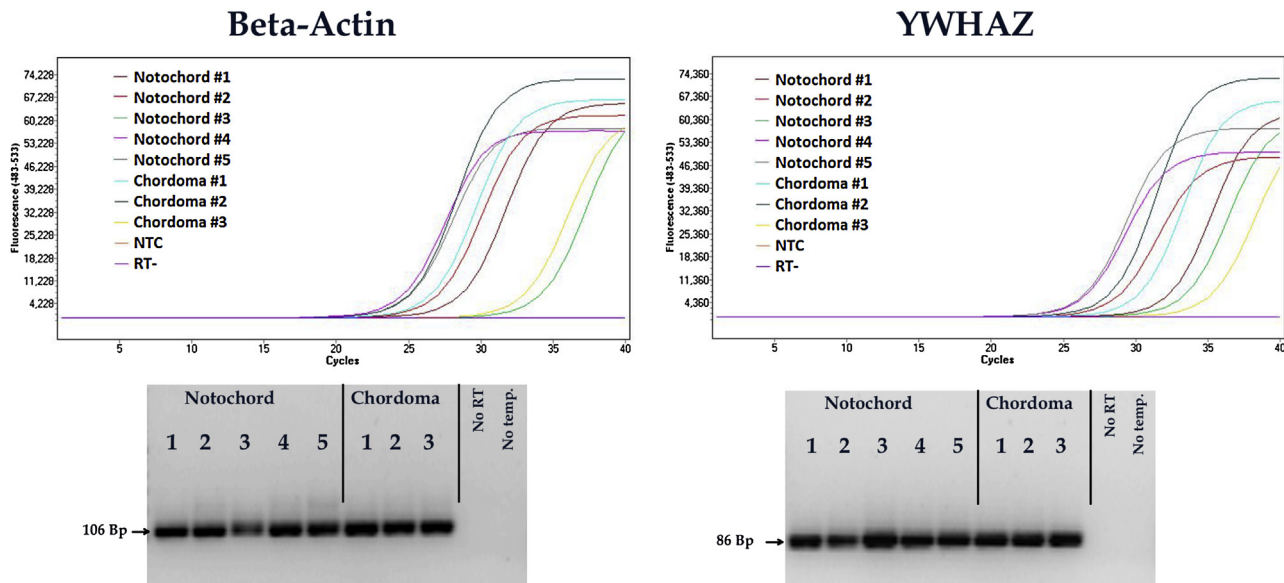 Beta-Actin
74,228
67,228
60,228
53,228
46,228
39,228
32,228
25,228
18,228
11,228
4,228
Fluorescence (483-533)
Notochord #1
Notochord #2
Notochord #3
Notochord #4
Notochord #5
Chordoma #1
Chordoma #2
Chordoma #3
NTC
RT-
5 10 15 20 25 30 35 40
Cycles
Notochord Chordoma No RT No temp.
1 2 3 4 5 1 2 3
106 Bp
YWHAZ
74,360
67,360
60,360
53,360
46,360
39,360
32,360
25,360
18,360
11,360
4,360
Fluorescence (483-533)
Notochord #1
Notochord #2
Notochord #3
Notochord #4
Notochord #5
Chordoma #1
Chordoma #2
Chordoma #3
NTC
RT-
5 10 15 20 25 30 35 40
Cycles
Notochord Chordoma No RT No temp.
1 2 3 4 5 1 2 3
86 Bp